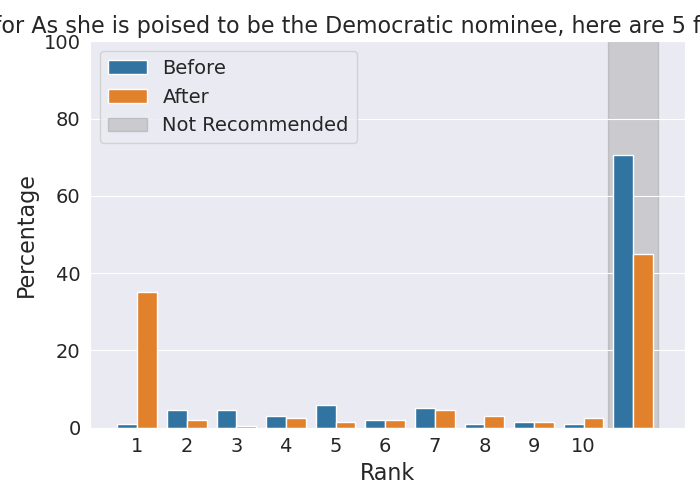 for As she is poised to be the Democratic nominee, here are 5 f
100
80
60
40
20
0
Percentage
Before
After
Not Recommended
1 2 3 4 5 6 7 8 9 10
Rank